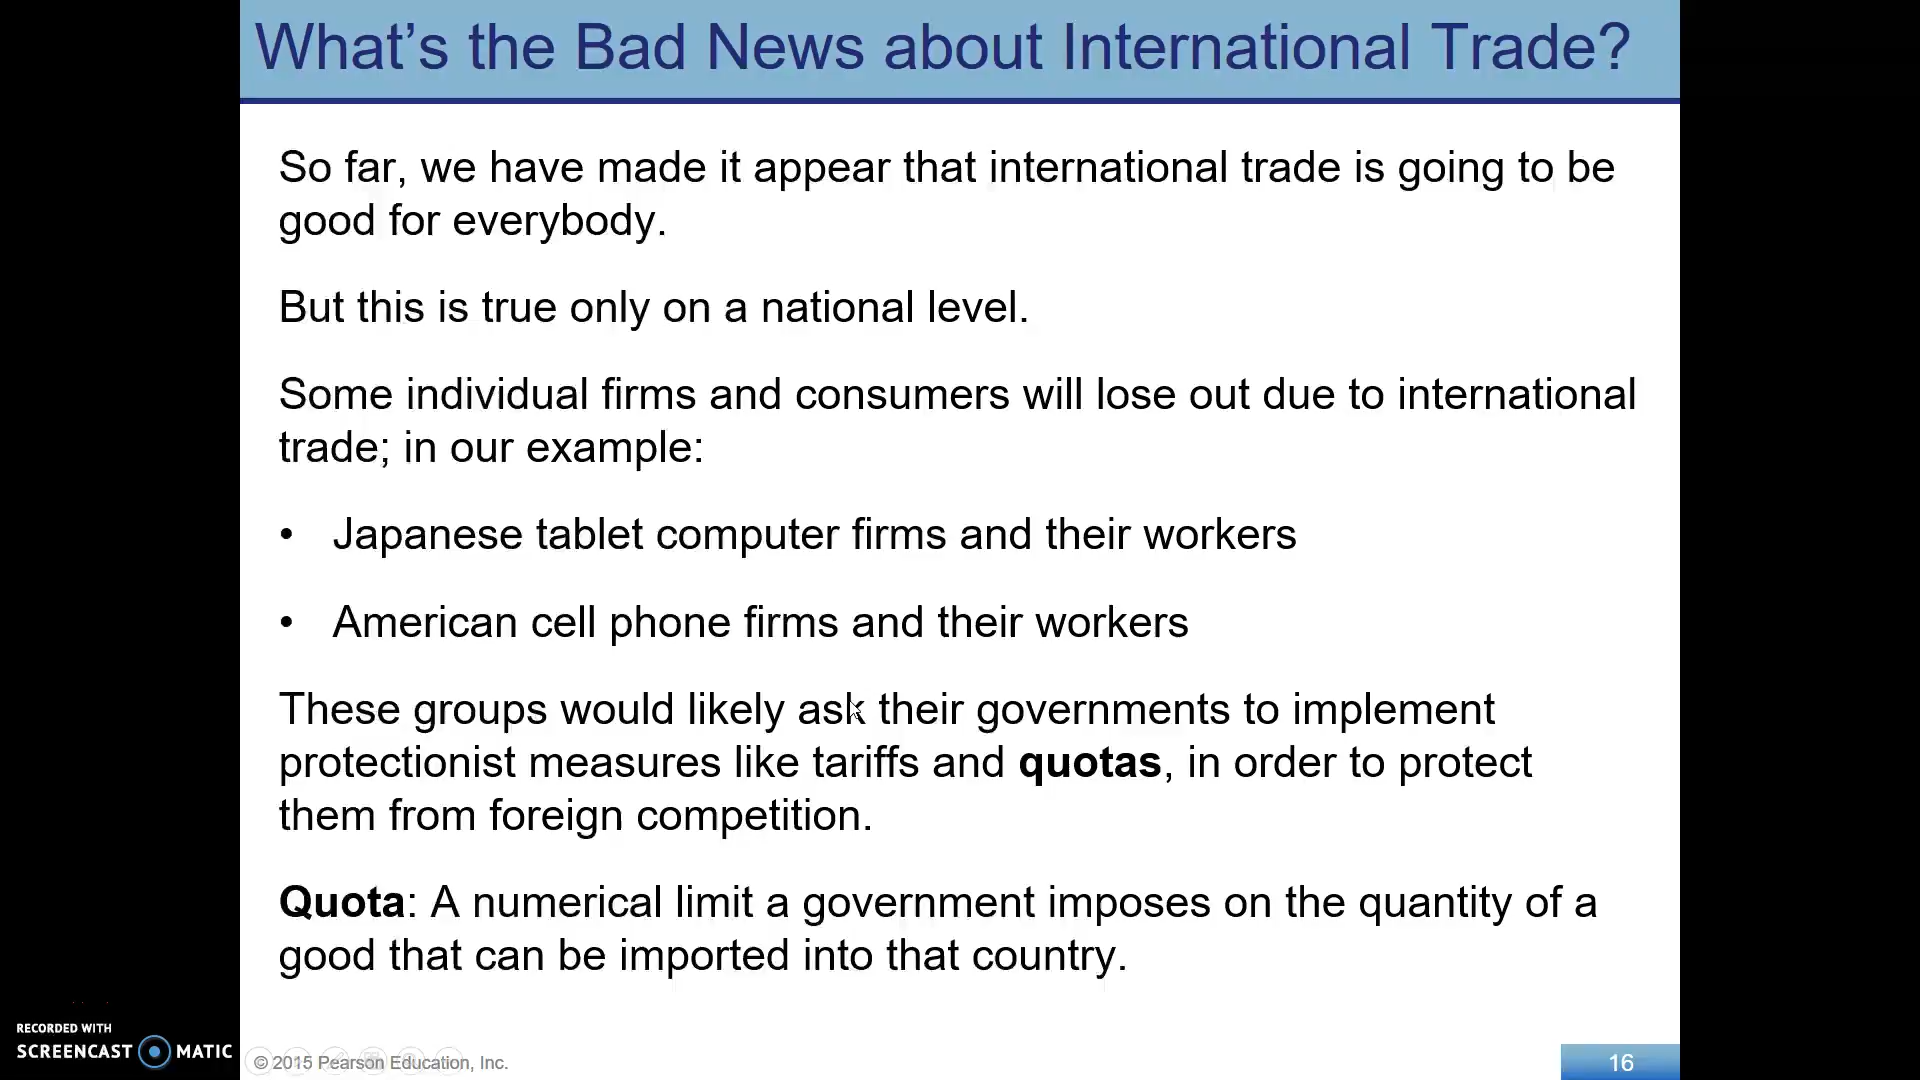 What's the Bad News about International Trade?
So far, we have made it appear that international trade is going to be
good for everybody.
But this is true only on a national level.
Some individual firms and consumers will lose out due to international
trade; in our example:
• Japanese tablet computer firms and their workers
• American cell phone firms and their workers
These groups would likely ask their governments to implement
protectionist measures like tariffs and quotas, in order to protect
them from foreign competition.
Quota: A numerical limit a government imposes on the quantity of a
good that can be imported into that country.
RECORDED WITH
SCREENCAST MATIC
© 2015 Pearson Education, Inc.
16